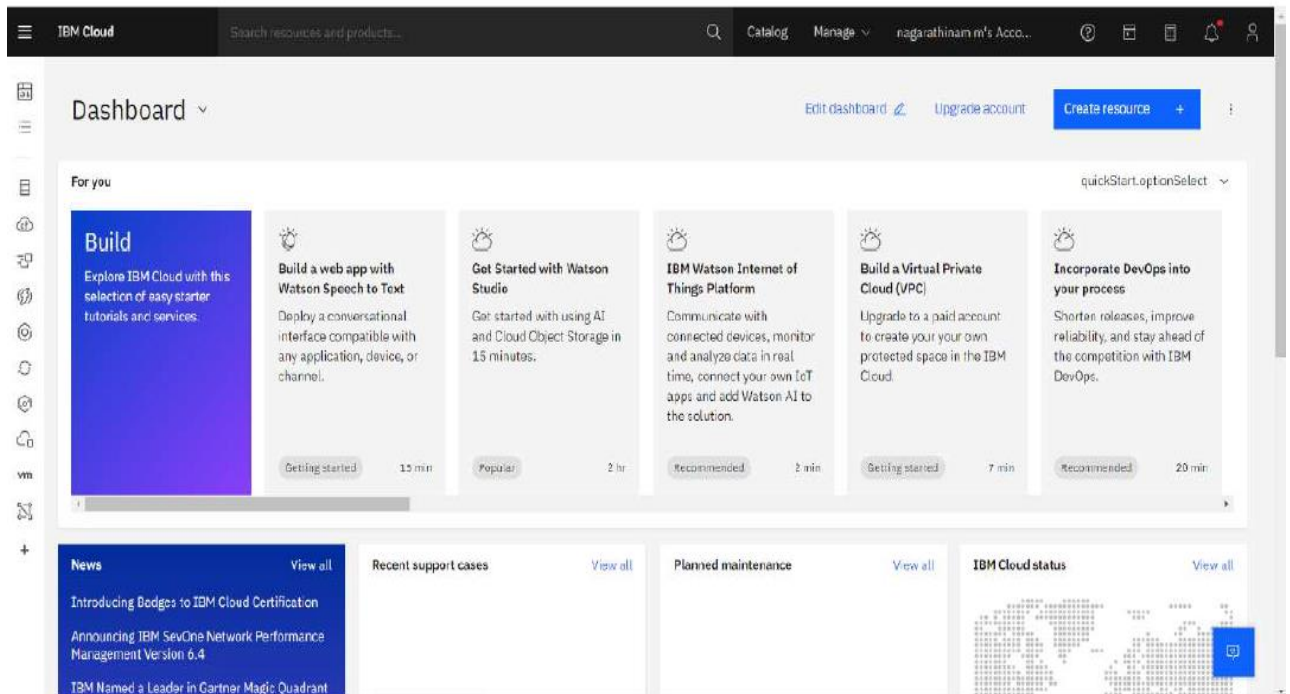 IBM Cloud
Search resources and products...
Catalog
Manage
nagarathinam m's Acco...
Dashboard
Edit dashboard
Upgrade account
Create resource +
For you
quickStart.optionSelect
Build
Explore IBM Cloud with this
selection of easy starter
tutorials and services.
Build a web app with
Watson Speech to Text
Deploy a conversational
interface compatible with
any application, device, or
channel.
Getting started
15 min
Get Started with Watson
Studio
Get started with using AI
and Cloud Object Storage in
15 minutes.
Popular
2 hr
IBM Watson Internet of
Things Platform
Communicate with
connected devices, monitor
and analyze data in real
time, connect your own IoT
apps and add Watson AI to
the solution.
Recommended
2 min
Build a Virtual Private
Cloud (VPC)
Upgrade to a paid account
to create your your own
protected space in the IBM
Cloud.
Getting started
7 min
Incorporate DevOps into
your process
Shorten releases, improve
reliability, and stay ahead of
the competition with IBM
DevOps.
Recommended
20 min
vm
News
View all
Introducing Badges to IBM Cloud Certification
Announcing IBM SevOne Network Performance
Management Version 6.4
IBM Named a Leader in Gartner Magic Quadrant
Recent support cases
View all
Planned maintenance
View all
IBM Cloud status
View all